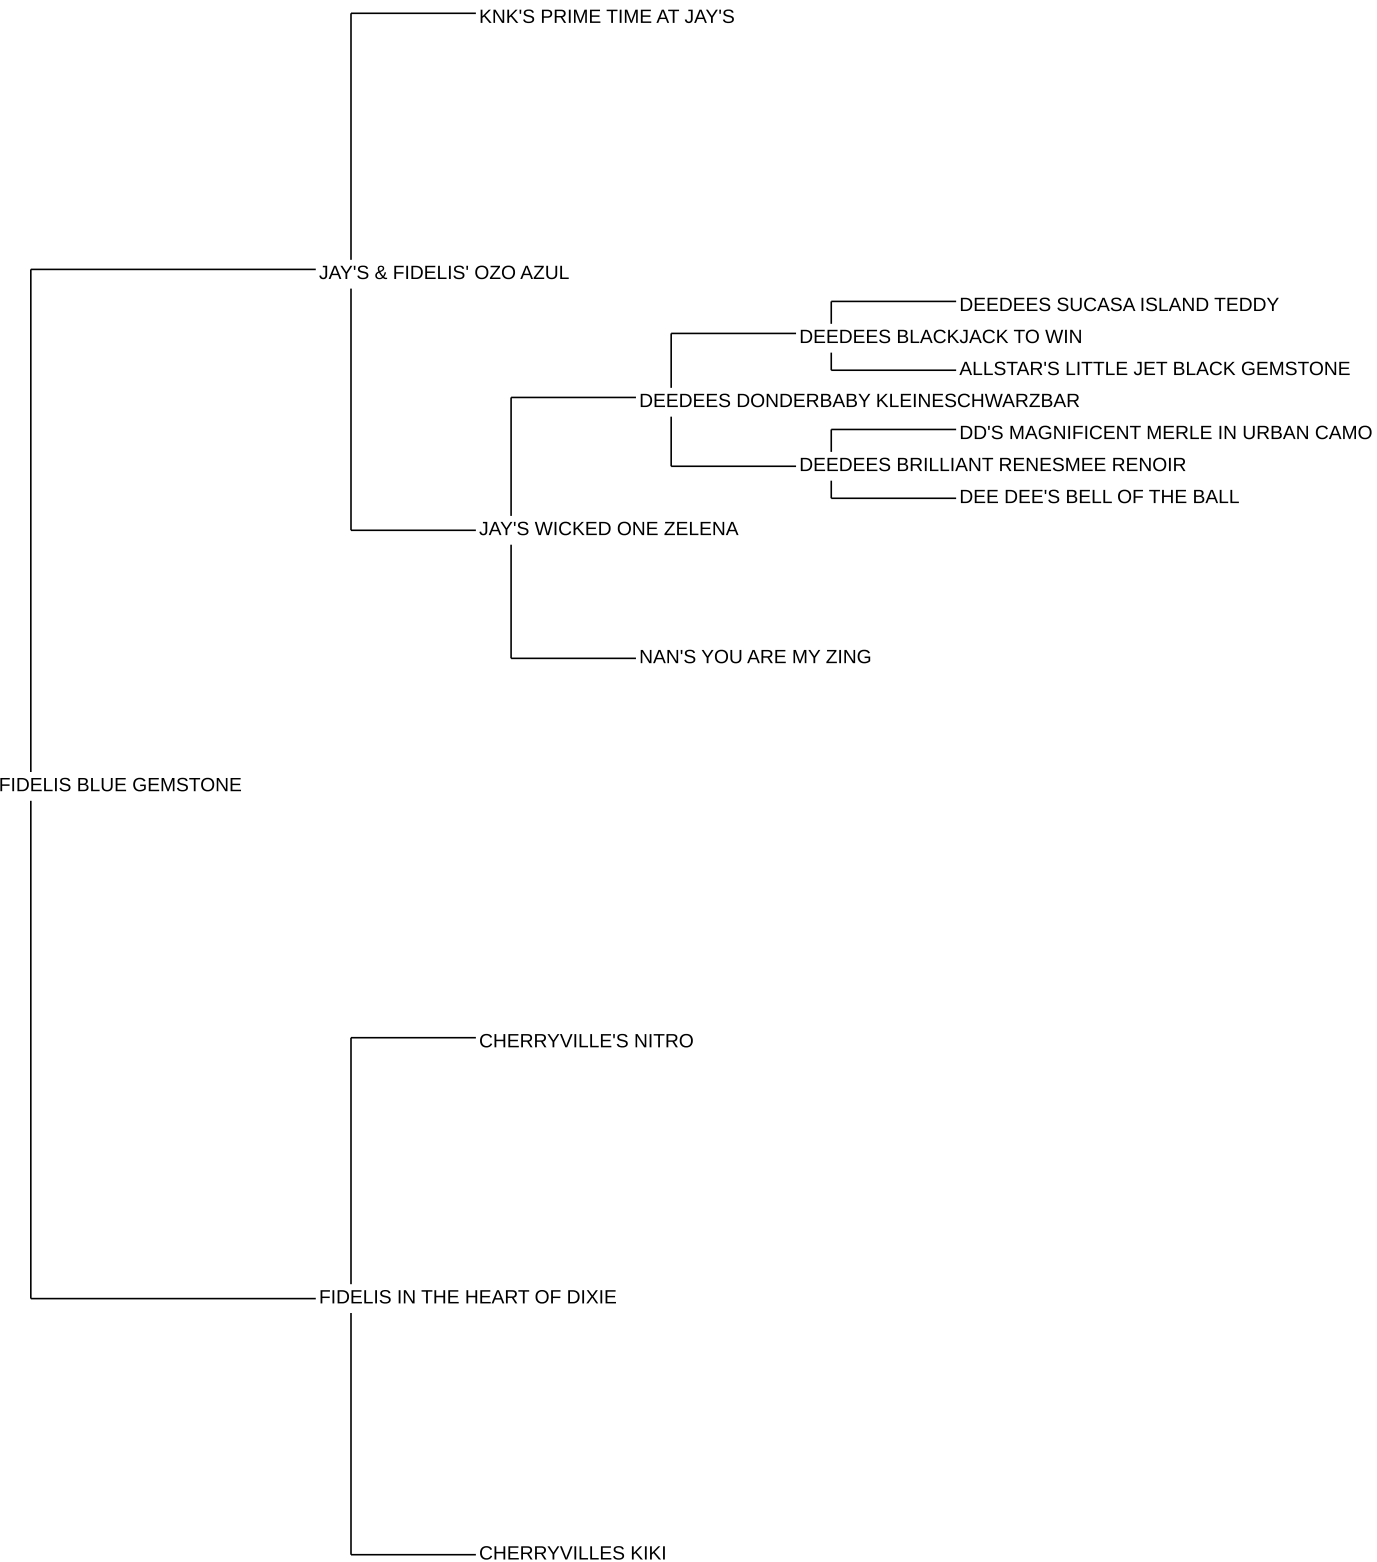 KNK'S PRIME TIME AT JAY'S
JAY'S & FIDELIS' OZO AZUL
DEEDEES SUCASA ISLAND TEDDY
DEEDEES BLACKJACK TO WIN
ALLSTAR'S LITTLE JET BLACK GEMSTONE
DEEDEES DONDERBABY KLEINESCHWARZBAR
DD'S MAGNIFICENT MERLE IN URBAN CAMO
DEEDEES BRILLIANT RENESMEE RENOIR
DEE DEE'S BELL OF THE BALL
JAY'S WICKED ONE ZELENA
NAN'S YOU ARE MY ZING
FIDELIS BLUE GEMSTONE
CHERRYVILLE'S NITRO
FIDELIS IN THE HEART OF DIXIE
CHERRYVILLES KIKI